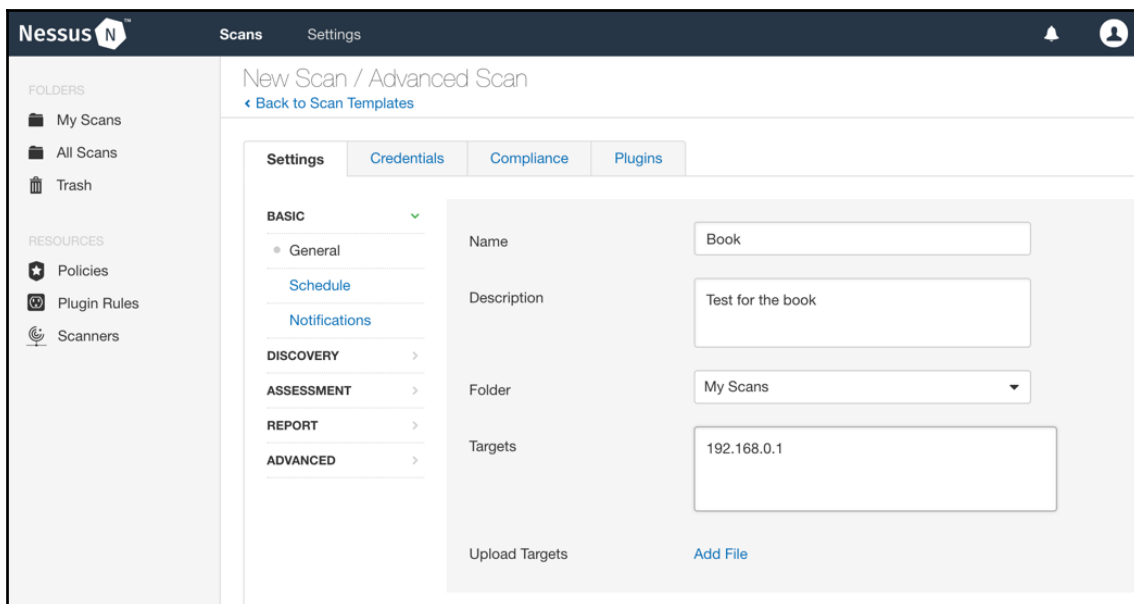 Nessus N ™ Scans Settings
FOLDERS
My Scans
All Scans
Trash
RESOURCES
Policies
Plugin Rules
Scanners
New Scan / Advanced Scan
Back to Scan Templates
Settings Credentials Compliance Plugins
BASIC
General
Schedule
Notifications
DISCOVERY
ASSESSMENT
REPORT
ADVANCED
Name Book
Description Test for the book
Folder My Scans
Targets 192.168.0.1
Upload Targets Add File